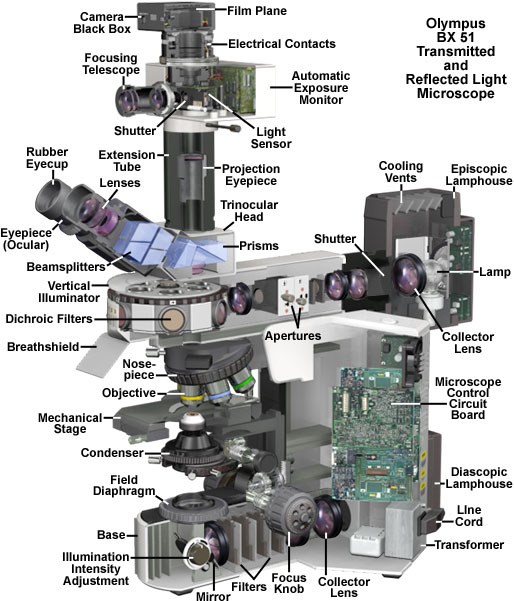 Camera
Black Box
Film Plane
Olympus
BX 51
Transmitted
and
Reflected Light
Microscope
Electrical Contacts
Focusing
Telescope
Automatic
Exposure
Monitor
Shutter
Light
Sensor
Rubber
Eyecup
Extension
Tube
Projection
Eyepiece
Cooling
Vents
Episcopic
Lamphouse
Lenses
Trinocular
Head
Eyepiece
(Ocular)
Prisms
Shutter
Beamsplitters
Lamp
Vertical
Illuminator
Dichroic Filters
Apertures
Collector
Lens
Breathshield
Nose-
piece
Objective
Microscope
Control
Circuit
Board
Mechanical
Stage
Condenser
Field
Diaphragm
Diascopic
Lamphouse
LIne
Cord
Base
Transformer
Illumination
Intensity
Adjustment
Mirror
Filters
Focus
Knob
Collector
Lens